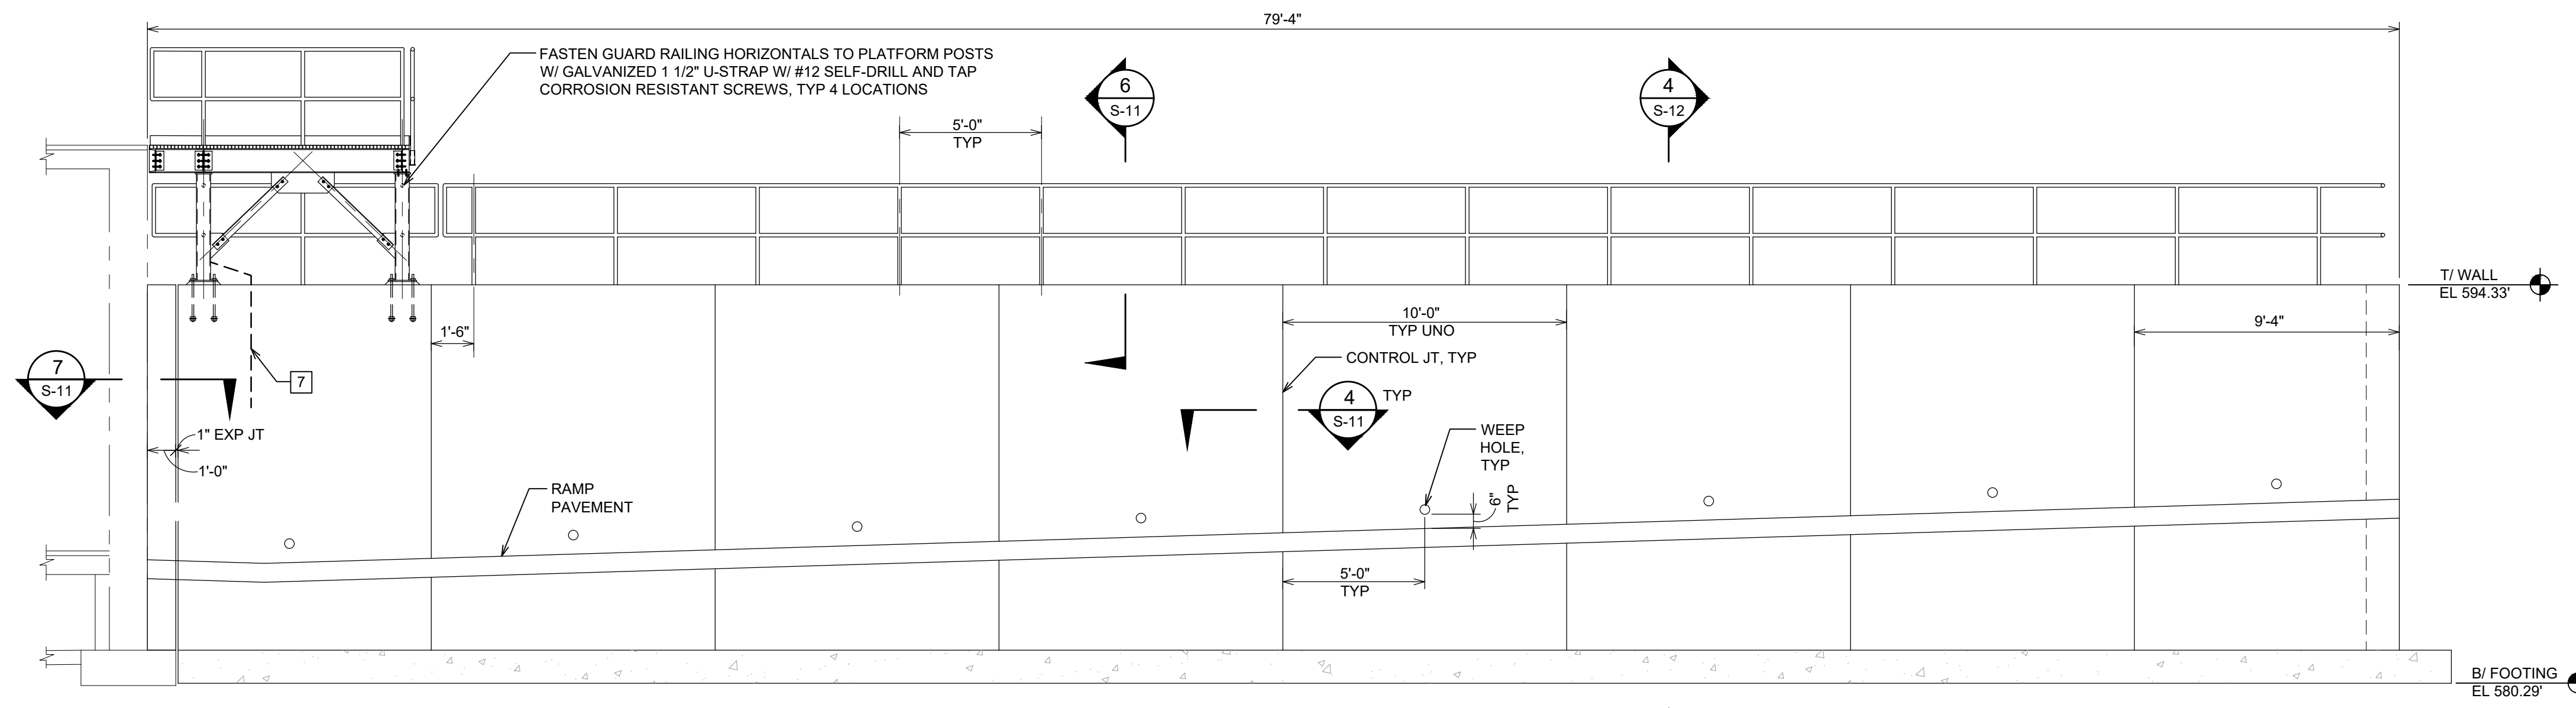 79'-4"
FASTEN GUARD RAILING HORIZONTALS TO PLATFORM POSTS
W/ GALVANIZED 1 1/2" U-STRAP W/ #12 SELF-DRILL AND TAP
CORROSION RESISTANT SCREWS, TYP 4 LOCATIONS
6
S-11
4
S-12
5'-0"
TYP
T/ WALL
EL 594.33'
1'-6"
10'-0"
TYP UNO
9'-4"
CONTROL JT, TYP
7
S-11
7
4
S-11
TYP
1" EXP JT
1'-0"
WEEP
HOLE,
TYP
6"
TYP
RAMP
PAVEMENT
5'-0"
TYP
B/ FOOTING
EL 580.29'